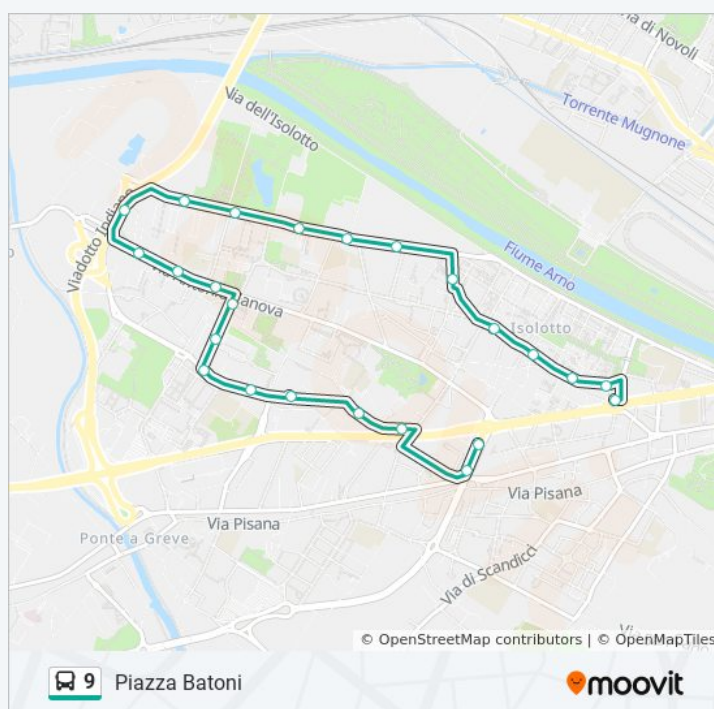 Via di Novoli
Via dell'Isolotto
Torrente Mugnone
Viadotto Indiano
Fiume Arno
Isolotto
Via Pisana
Via Pisana
Ponte a Greve
Via di Scandicci
© OpenStreetMap contributors | © OpenMapTiles
9 Piazza Batoni
moovit